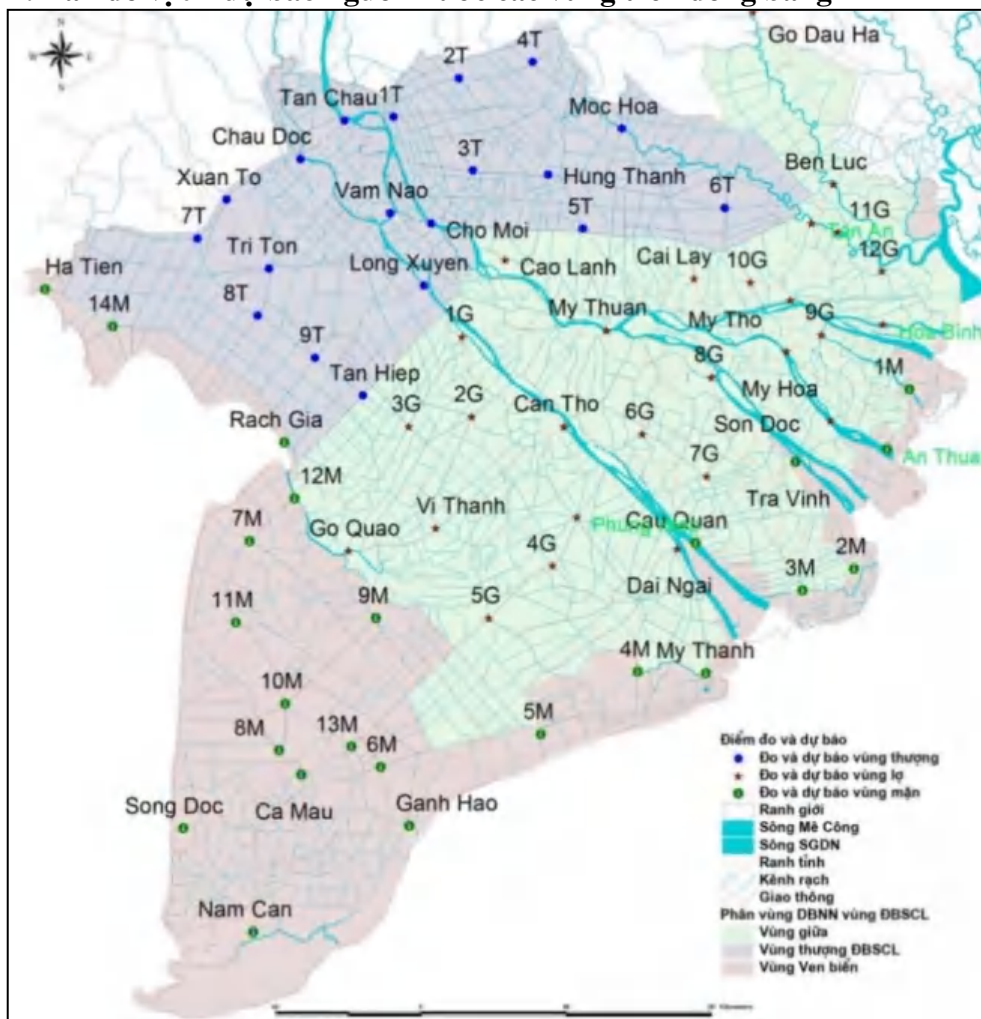 Go Dau Ha
4T
2T
Tan Chau
1T
Moc Hoa
Chau Doc
Ben Luc
Xuan To
3T
Hung Thanh
Vam Nao
6T
11G
7T
5T
Tan An
Tri Ton
Cho Moi
Ha Tien
Long Xuyen
Cao Lanh
Cai Lay
10G
12G
8T
14M
1G
My Thuan
My Tho
9G
Hoa Binh
9T
8G
1M
Tan Hiep
My Hoa
3G
2G
Can Tho
6G
Son Doc
Rach Gia
7G
An Thua
12M
Tra Vinh
7M
Go Quao
Vi Thanh
Phung
Cau Quan
4G
2M
3M
Dai Ngai
11M
9M
5G
4M
My Thanh
10M
8M
13M
6M
5M
Song Doc
Ca Mau
Ganh Hao
Nam Can
Điểm đo và dự báo
Đo và dự báo vùng thượng
Đo và dự báo vùng lợ
Đo và dự báo vùng mặn
Ranh giới
Sông Mê Công
Sông SGDN
Ranh tỉnh
Kênh rạch
Giao thông
Phân vùng DBNN vùng ĐBSCL
Vùng giữa
Vùng thượng ĐBSCL
Vùng Ven biển